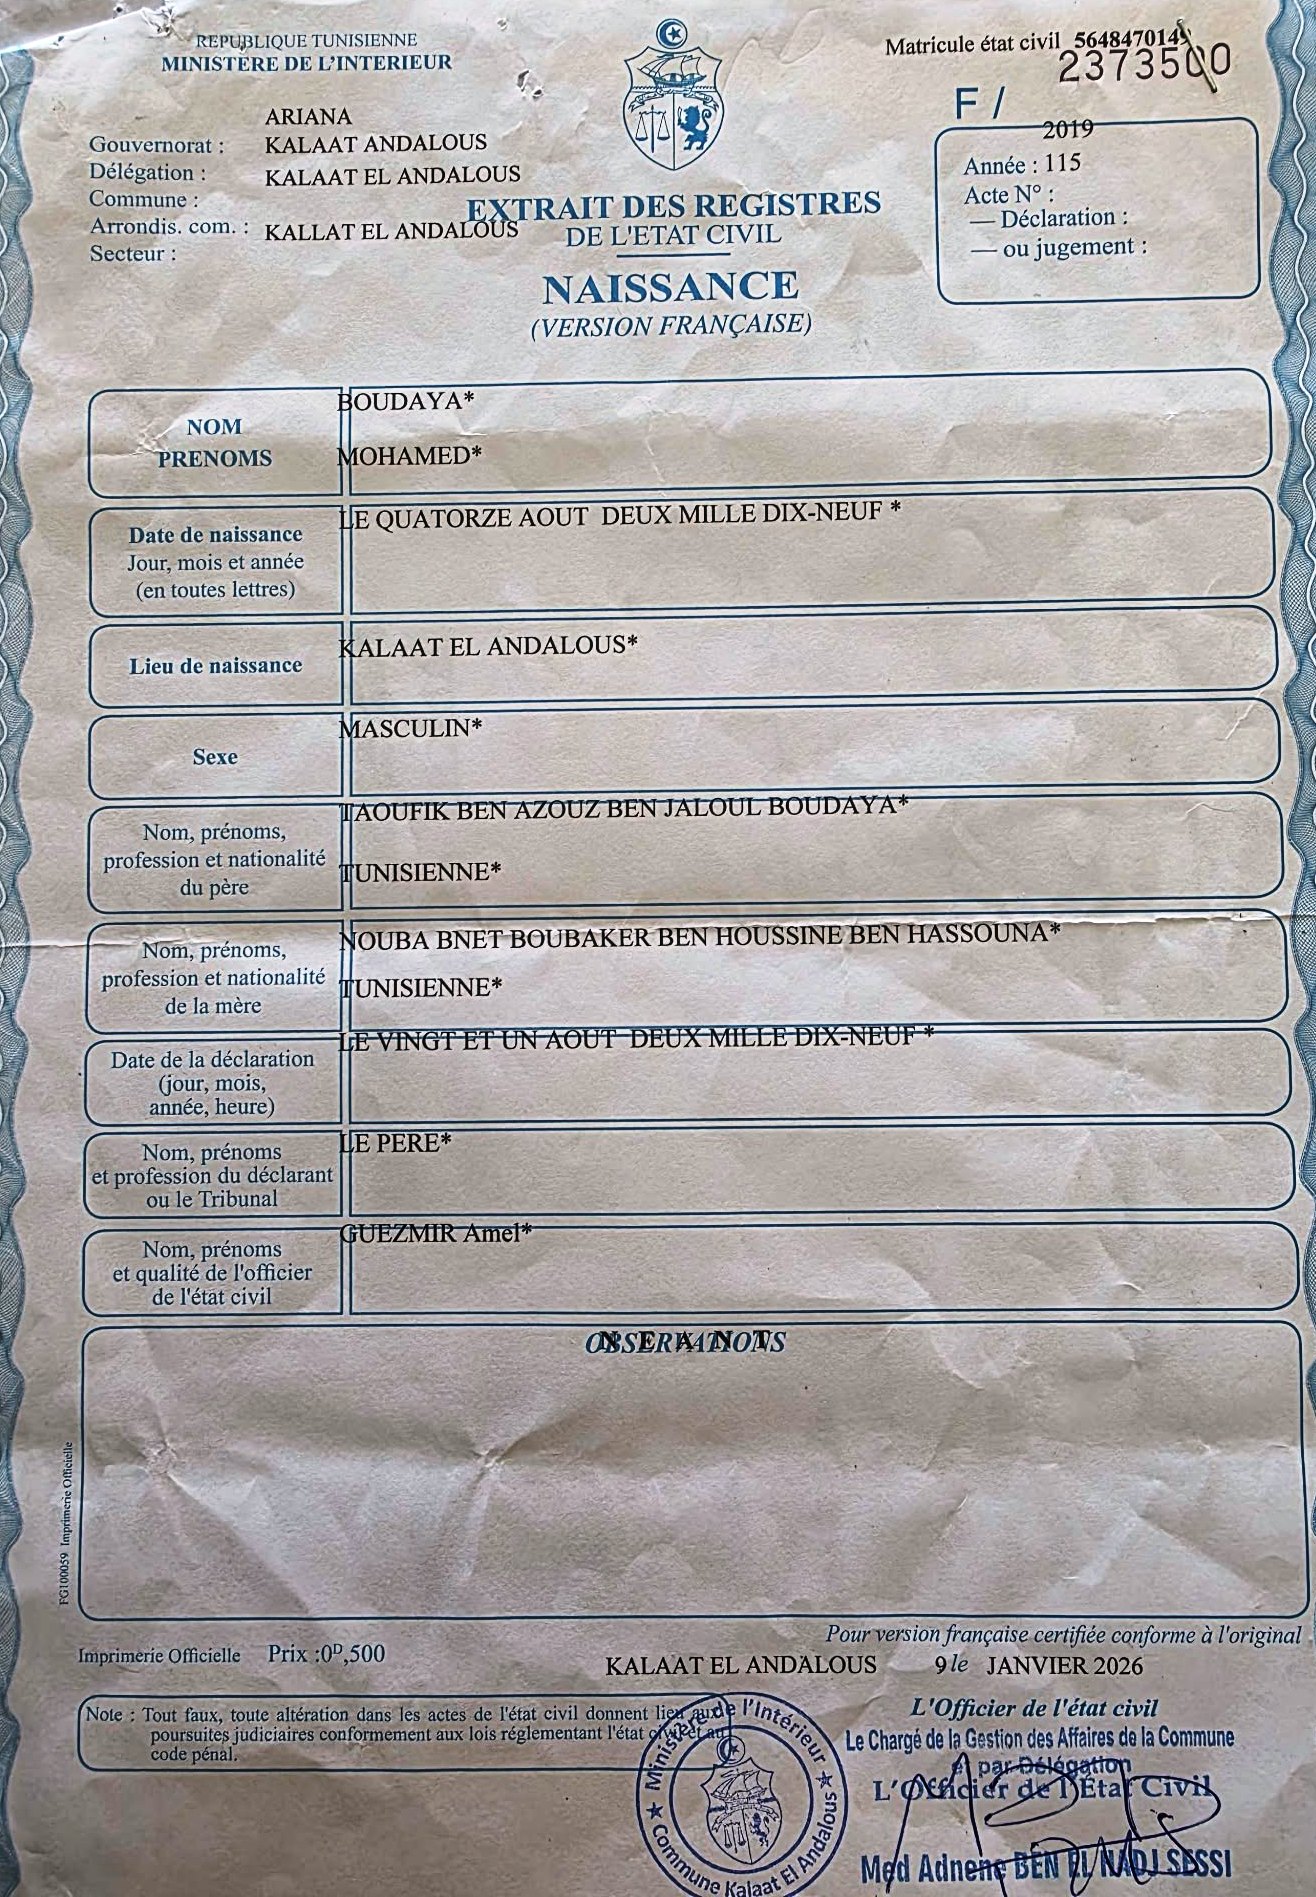 REPUBLIQUE TUNISIENNE
MINISTERE DE L'INTERIEUR
Matricule état civil 5648470149
2373500
F /
Gouvernorat : ARIANA
Délégation : KALAAT ANDALOUS
Commune : KALAAT EL ANDALOUS
Arrondis. com. :
Secteur : KALLAT EL ANDALOUS
EXTRAIT DES REGISTRES
DE L'ETAT CIVIL
NAISSANCE
(VERSION FRANÇAISE)
2019
Année : 115
Acte N° :
— Déclaration :
— ou jugement :
NOM
PRENOMS
BOUDAYA*
MOHAMED*
Date de naissance
Jour, mois et année
(en toutes lettres)
LE QUATORZE AOUT DEUX MILLE DIX-NEUF *
Lieu de naissance
KALAAT EL ANDALOUS*
Sexe
MASCULIN*
Nom, prénoms,
profession et nationalité
du père
TAOUFIK BEN AZOUZ BEN JALOUL BOUDAYA*
TUNISIENNE*
Nom, prénoms,
profession et nationalité
de la mère
NOUBA BNET BOUBAKER BEN HOUSSINE BEN HASSOUNA*
TUNISIENNE*
Date de la déclaration
(jour, mois,
année, heure)
LE VINGT ET UN AOUT DEUX MILLE DIX-NEUF *
Nom, prénoms
et profession du déclarant
ou le Tribunal
LE PERE*
Nom, prénoms
et qualité de l'officier
de l'état civil
GUEZMIR Amel*
OBSERVATIONS
N E A N T
FG100059 Imprimerie Officielle
Pour version française certifiée conforme à l'original
Imprimerie Officielle Prix :0D,500
KALAAT EL ANDALOUS 9 le JANVIER 2026
Note : Tout faux, toute altération dans les actes de l'état civil donnent lieu aux
poursuites judiciaires conformement aux lois réglementant l'état civil et au
code pénal.
L'Officier de l'état civil
Le Chargé de la Gestion des Affaires de la Commune
et par Délégation
L'Officier de l'État Civil
Med Adnene BEN EL HADJ SESSI
Ministère de l'Intérieur
Commune Kalaat El Andalous